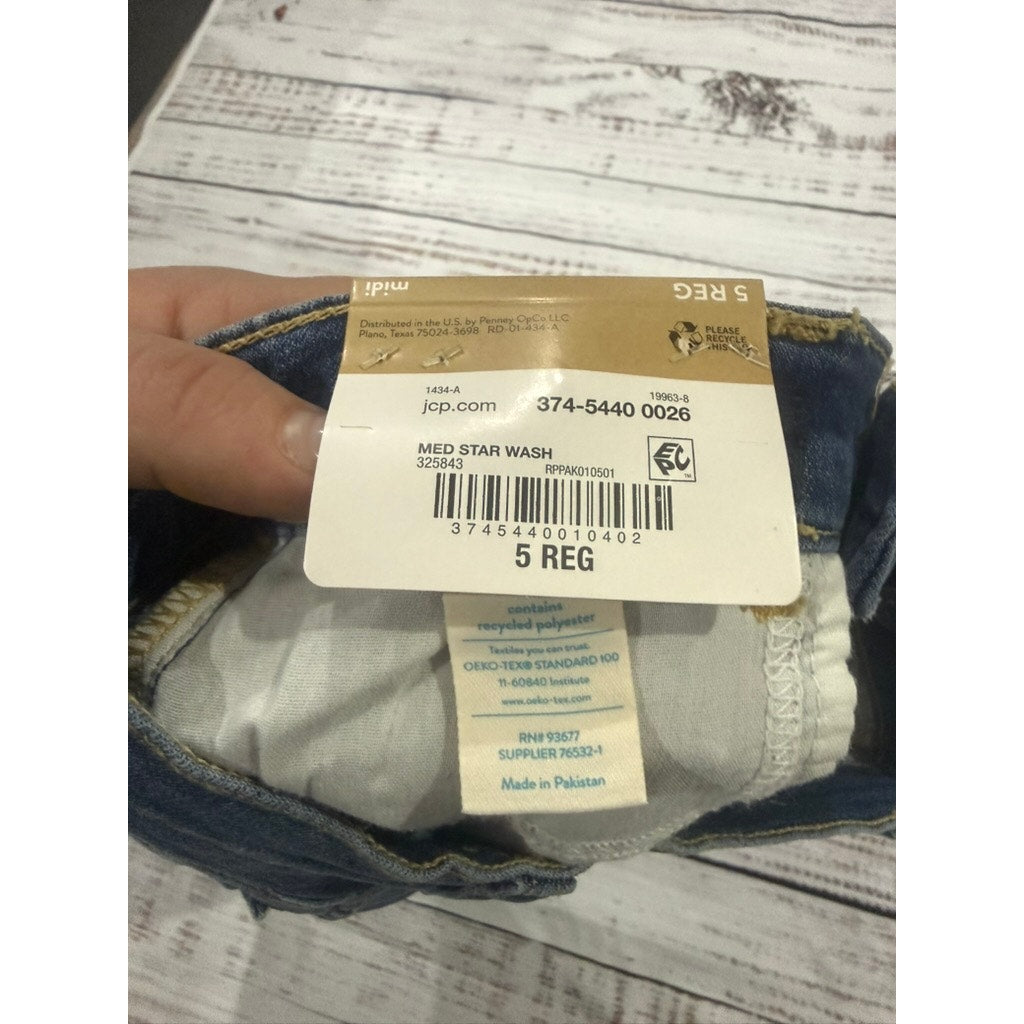 midi
5 REG
Distributed in the U.S. by Penney OpCo LLC
Plano, Texas 75024-3698 RD-01-434-A
PLEASE
RECYCLE
THIS
1434-A
19963-8
jcp.com 374-5440 0026
MED STAR WASH
325843
RPPAK010501
EPC
TM
3745440010402
5 REG
contains
recycled polyester
Textiles you can trust.
OEKO-TEX® STANDARD 100
11-60840 Institute
www.oeko-tex.com
RN# 93677
SUPPLIER 76532-1
Made in Pakistan